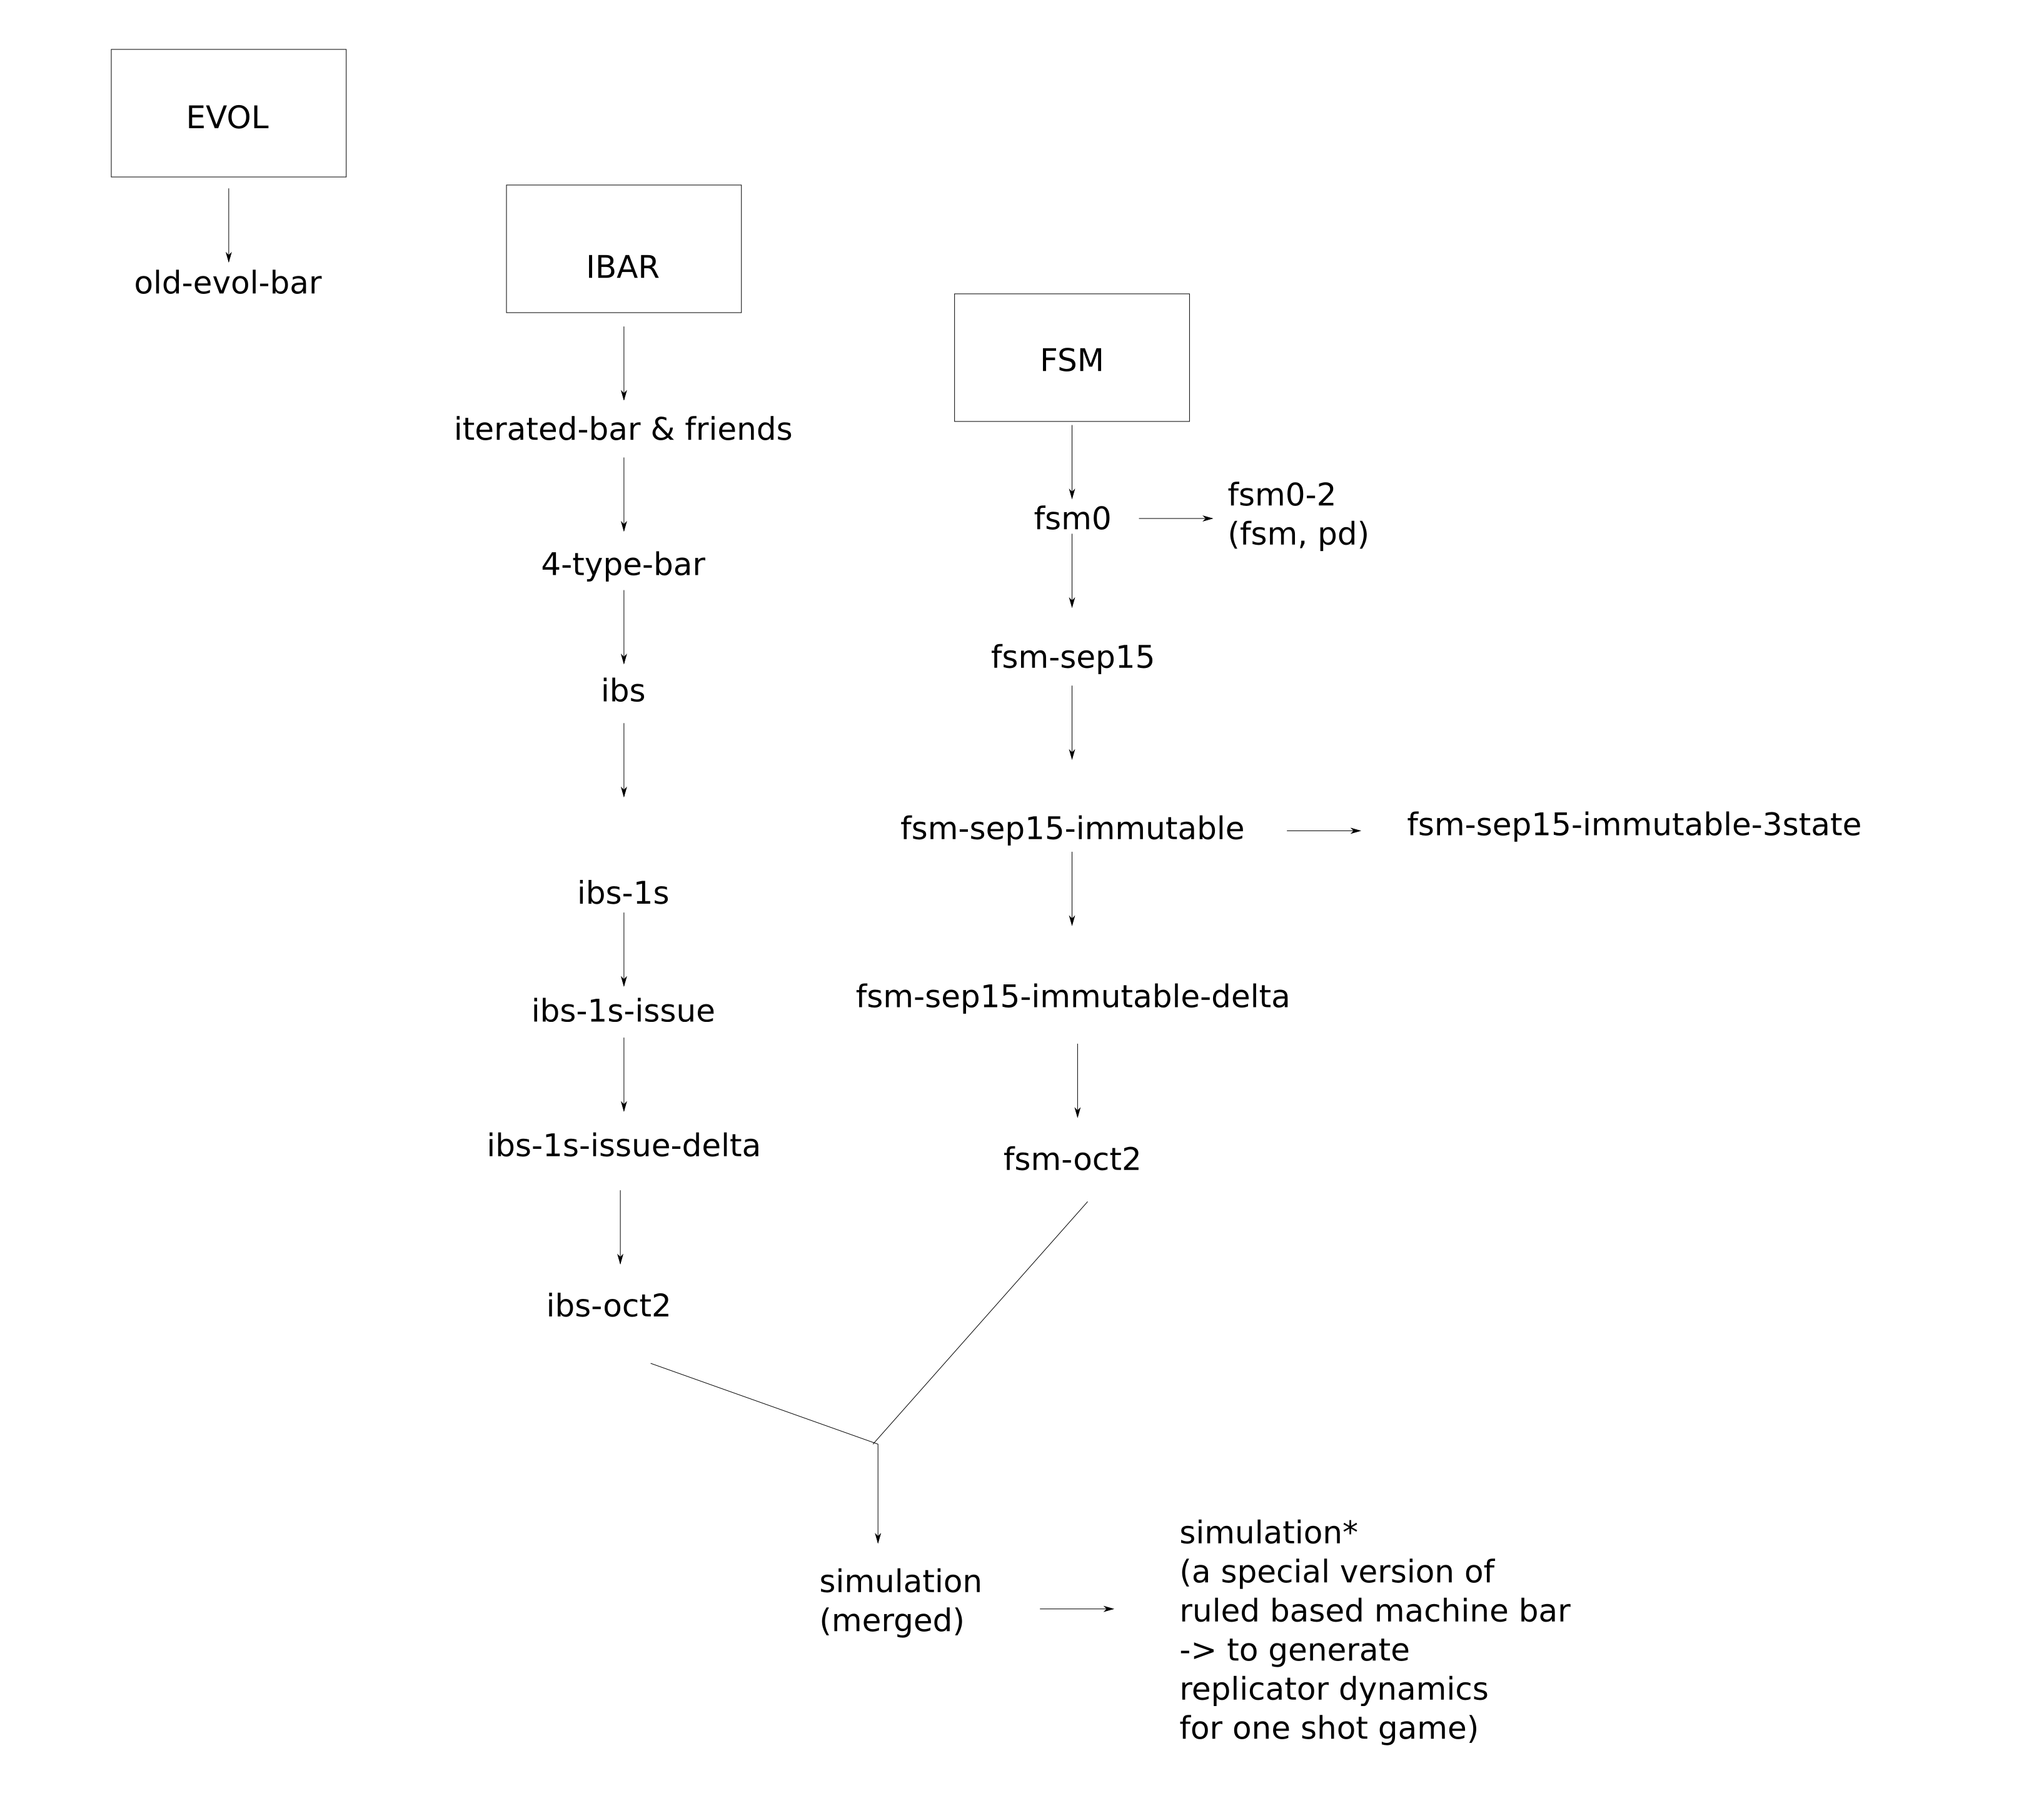 EVOL
old-evol-bar
IBAR
iterated-bar & friends
4-type-bar
ibs
ibs-1s
ibs-1s-issue
ibs-1s-issue-delta
ibs-oct2
FSM
fsm0
fsm0-2
(fsm, pd)
fsm-sep15
fsm-sep15-immutable
fsm-sep15-immutable-3state
fsm-sep15-immutable-delta
fsm-oct2
simulation
(merged)
simulation*
(a special version of
ruled based machine bar
-> to generate
replicator dynamics
for one shot game)